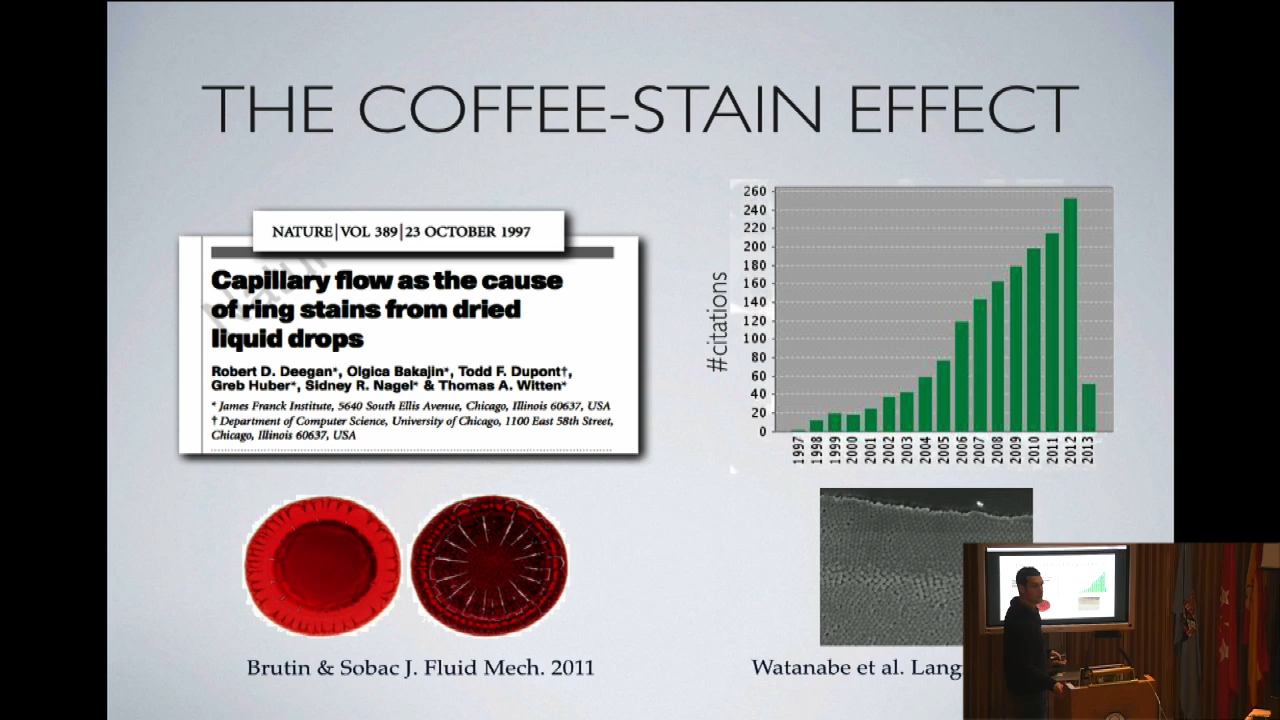 THE COFFEE-STAIN EFFECT
NATURE|VOL 389|23 OCTOBER 1997
Capillary flow as the cause
of ring stains from dried
liquid drops
Robert D. Deegan*, Olgica Bakajin*, Todd F. Dupont†,
Greb Huber*, Sidney R. Nagel* & Thomas A. Witten*
* James Franck Institute, 5640 South Ellis Avenue, Chicago, Illinois 60637, USA
† Department of Computer Science, University of Chicago, 1100 East 58th Street,
Chicago, Illinois 60637, USA
#citations
260
240
220
200
180
160
140
120
100
80
60
40
20
0
1997
1998
1999
2000
2001
2002
2003
2004
2005
2006
2007
2008
2009
2010
2011
2012
2013
Brutin & Sobac J. Fluid Mech. 2011
Watanabe et al.